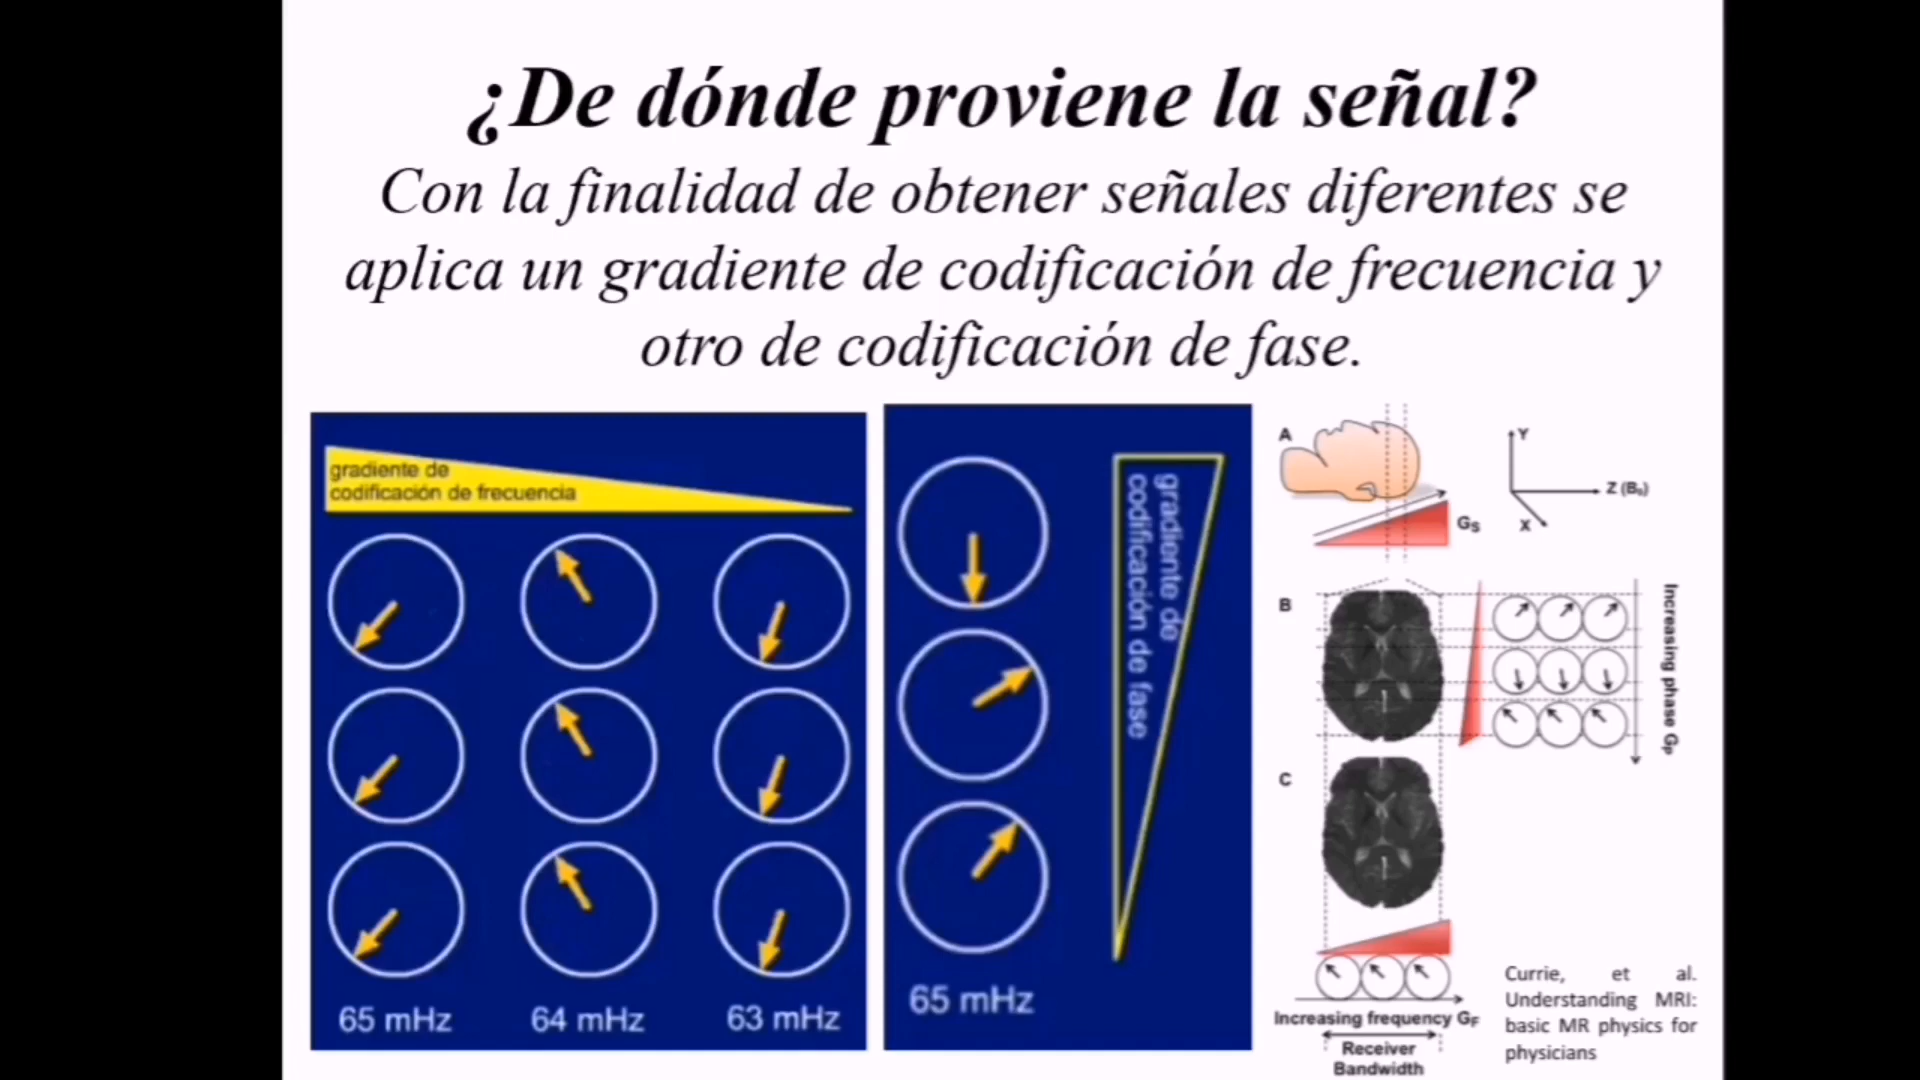 ¿De dónde proviene la señal?
Con la finalidad de obtener señales diferentes se
aplica un gradiente de codificación de frecuencia y
otro de codificación de fase.
gradiente de
codificación de frecuencia
65 mHz
64 mHz
63 mHz
gradiente de
codificación de fase
65 mHz
A
Gs
Y
Z (B₀)
X
B
Increasing phase GP
C
Increasing frequency GF
Receiver
Bandwidth
Currie, et al.
Understanding MRI:
basic MR physics for
physicians